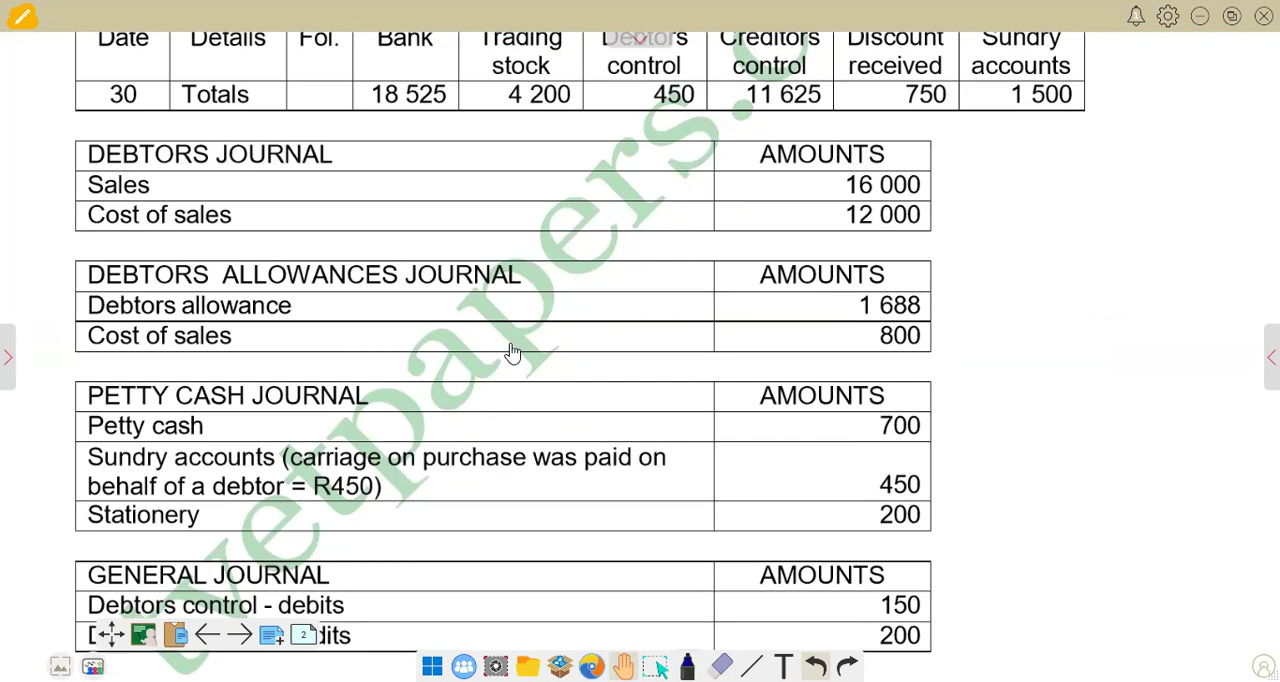 Date Details Fol. Bank Trading stock Debtors control Creditors control Discount received Sundry accounts
30 Totals 18 525 4 200 450 11 625 750 1 500
DEBTORS JOURNAL AMOUNTS
Sales 16 000
Cost of sales 12 000
DEBTORS ALLOWANCES JOURNAL AMOUNTS
Debtors allowance 1 688
Cost of sales 800
PETTY CASH JOURNAL AMOUNTS
Petty cash 700
Sundry accounts (carriage on purchase was paid on
behalf of a debtor = R450) 450
Stationery 200
GENERAL JOURNAL AMOUNTS
Debtors control - debits 150
200
2
tvetpapers.c